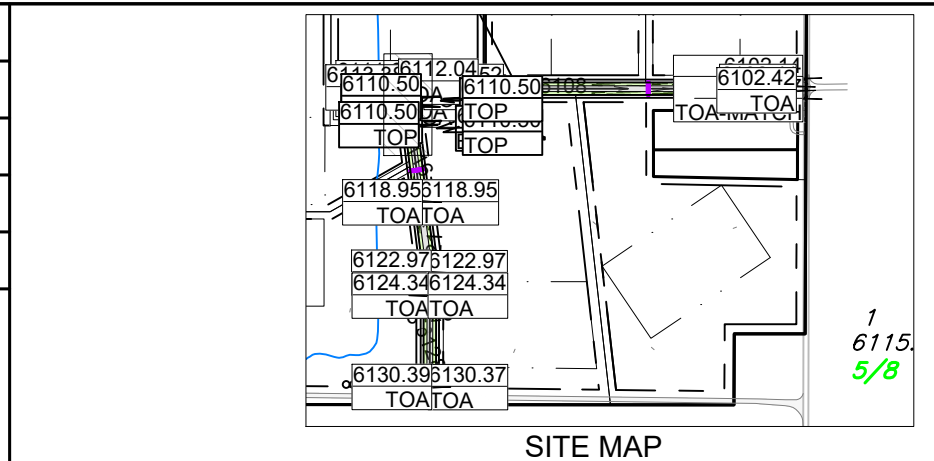 6112.04
6110.50
6110.50
6108
6102.42
TOA
6110.50
TOP
TOP
TOP
TOA-MATCH
6118.95 6118.95
TOA TOA
6122.97 6122.97
6124.34 6124.34
TOA TOA
6130.39 6130.37
TOA TOA
1
6115.
5/8
SITE MAP